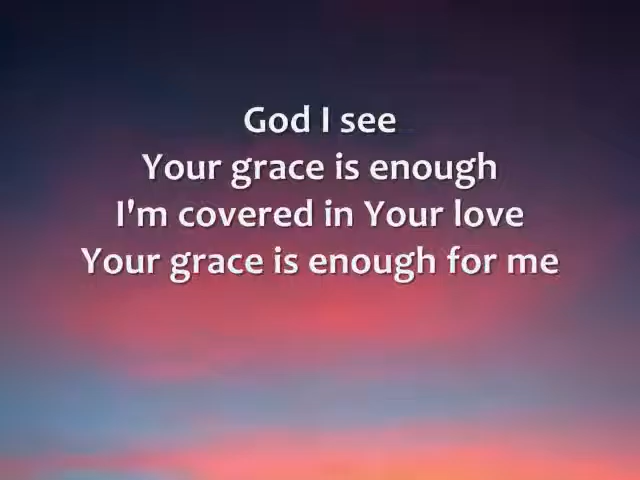 God I see
Your grace is enough
I'm covered in Your love
Your grace is enough for me